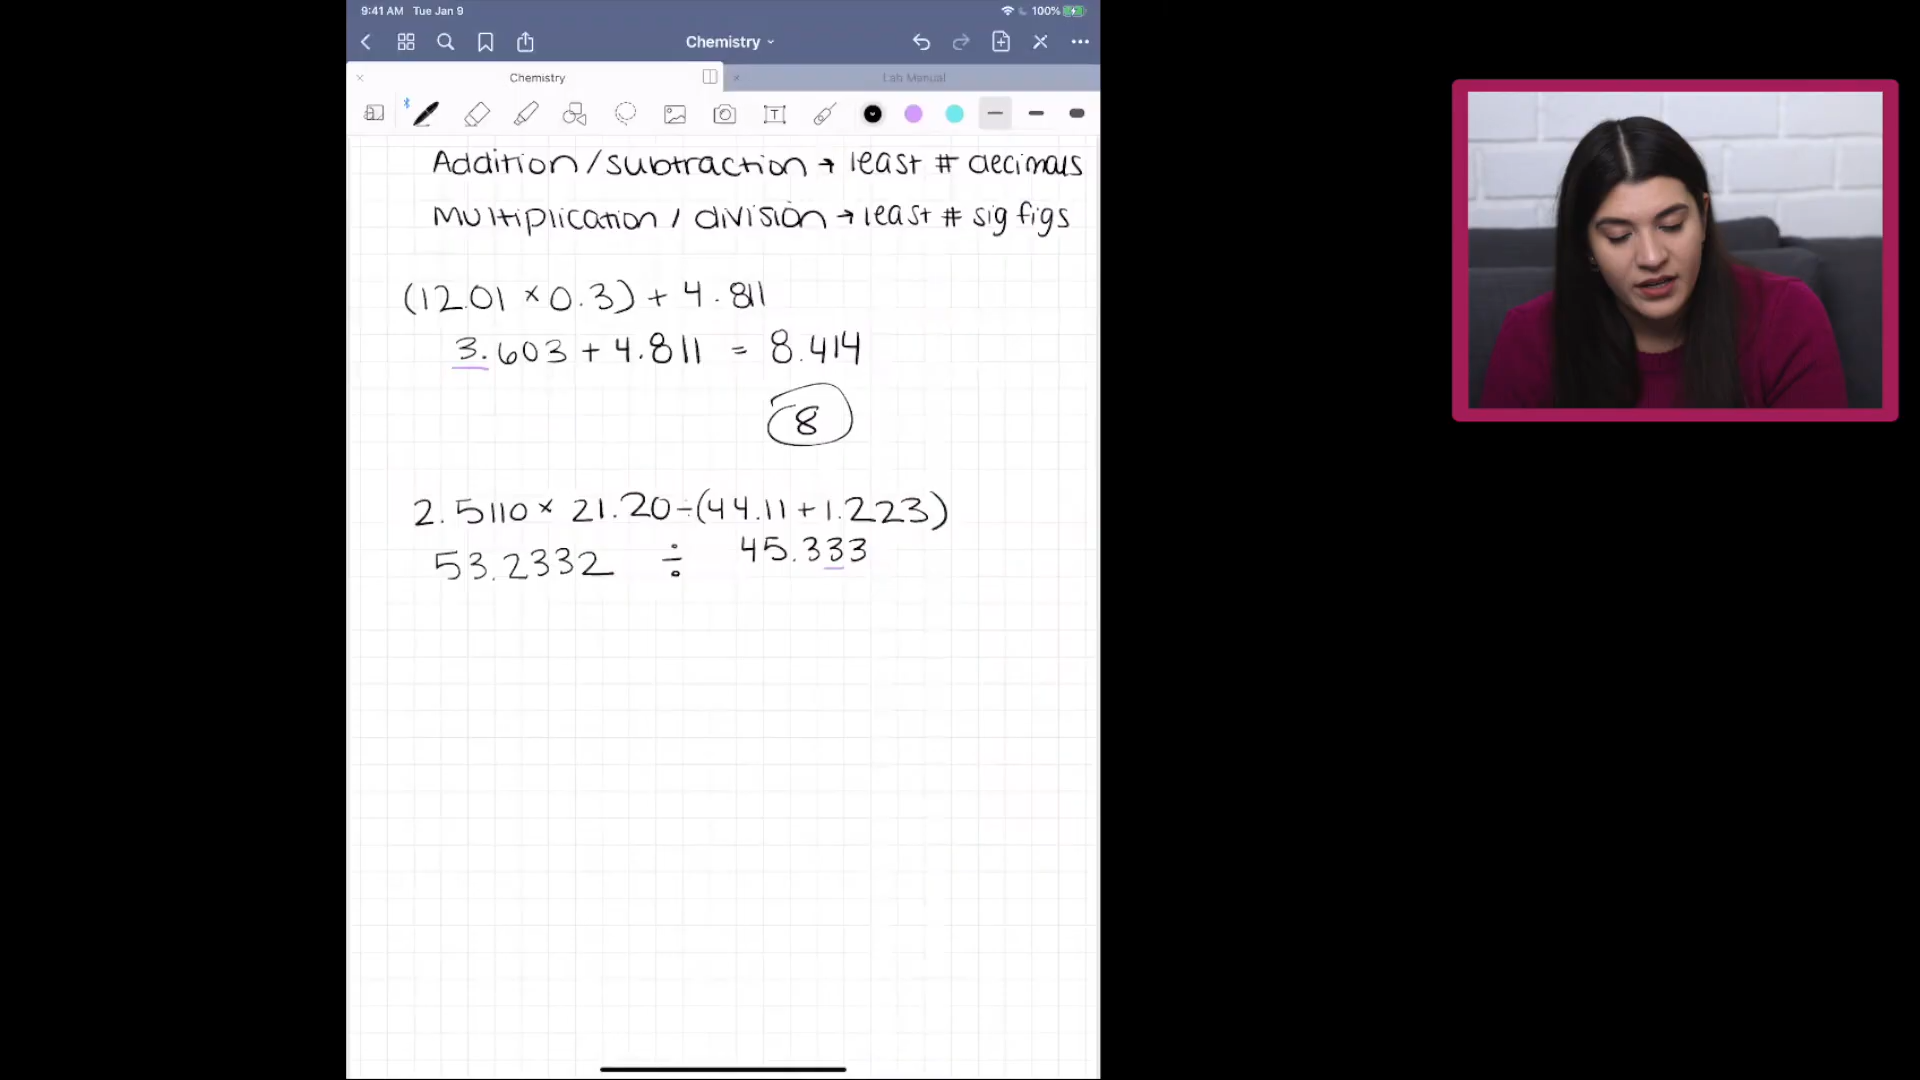 9:41 AM Tue Jan 9 100%
Chemistry
Chemistry Lab Manual
T
Addition/subtraction → least # decimals
Multiplication / division → least # sig figs
(12.01 × 0.3) + 4.811
3.603 + 4.811 = 8.414
8
2.5110 × 21.20 ÷ (44.11 + 1.223)
53.2332 ÷ 45.333